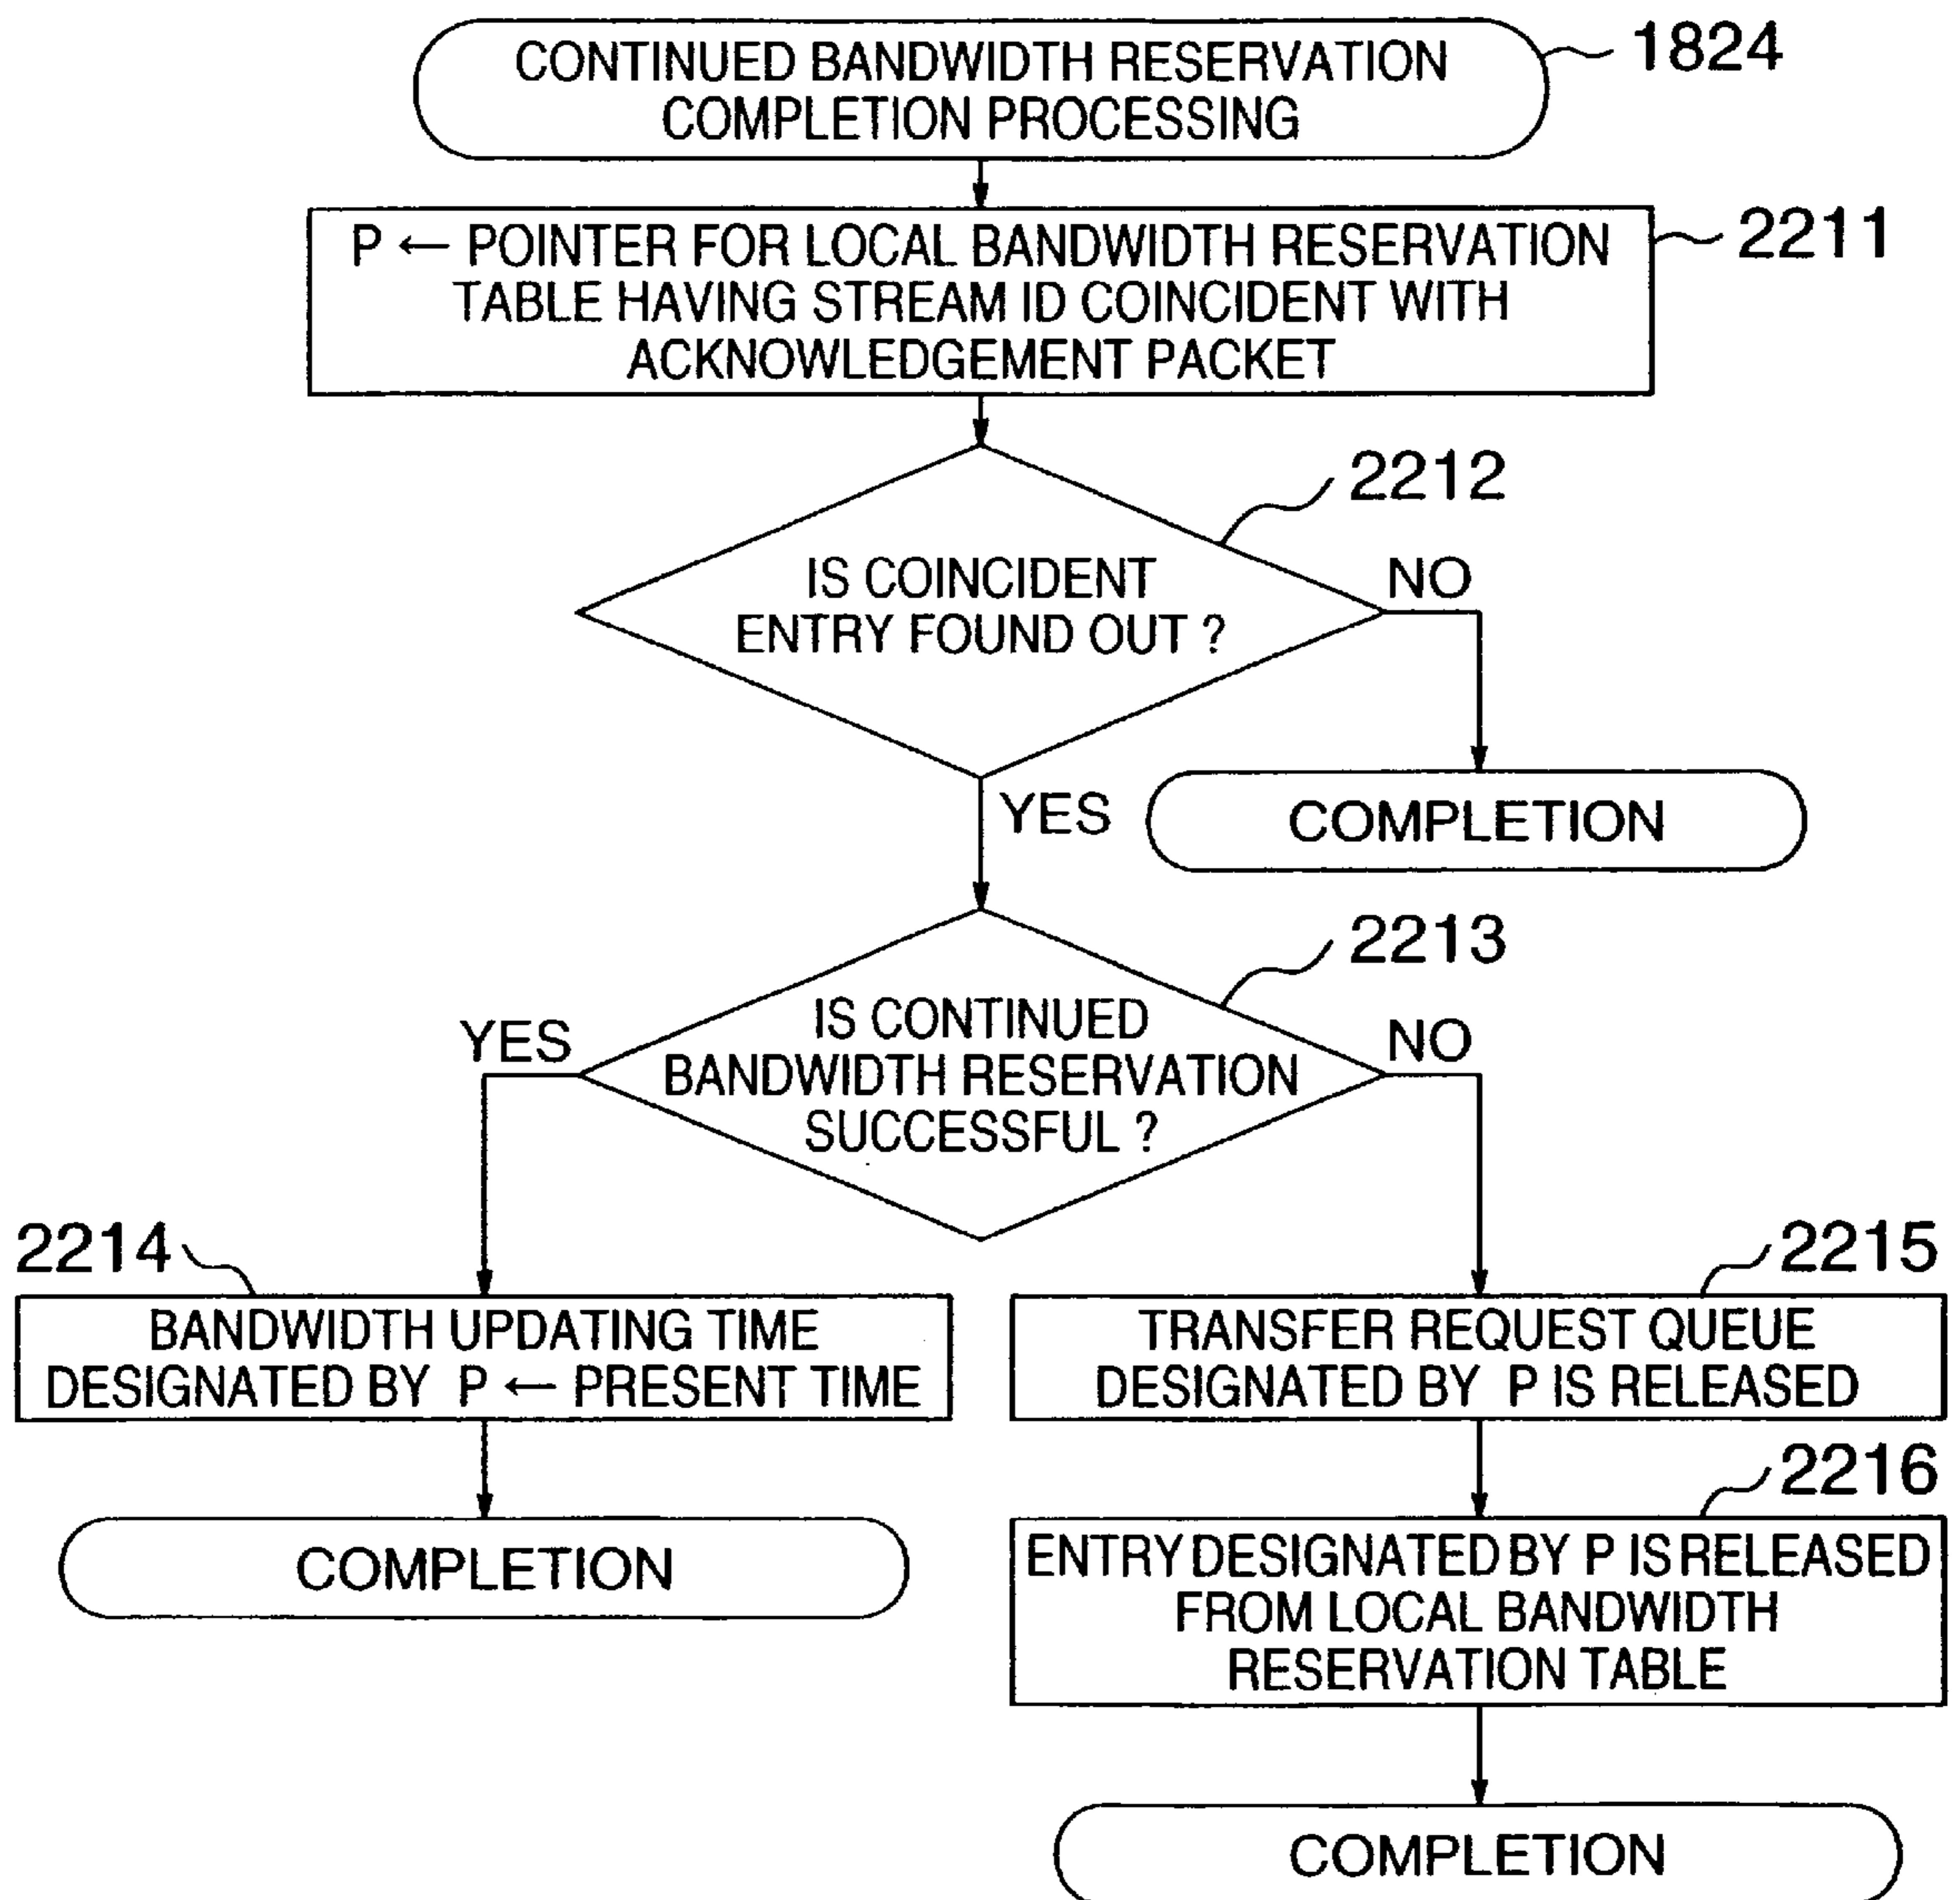 CONTINUED BANDWIDTH RESERVATION
COMPLETION PROCESSING
1824
P ← POINTER FOR LOCAL BANDWIDTH RESERVATION
TABLE HAVING STREAM ID COINCIDENT WITH
ACKNOWLEDGEMENT PACKET
2211
2212
IS COINCIDENT
ENTRY FOUND OUT ?
NO
YES
COMPLETION
2213
IS CONTINUED
BANDWIDTH RESERVATION
SUCCESSFUL ?
YES
NO
2214
BANDWIDTH UPDATING TIME
DESIGNATED BY P ← PRESENT TIME
COMPLETION
2215
TRANSFER REQUEST QUEUE
DESIGNATED BY P IS RELEASED
2216
ENTRY DESIGNATED BY P IS RELEASED
FROM LOCAL BANDWIDTH
RESERVATION TABLE
COMPLETION